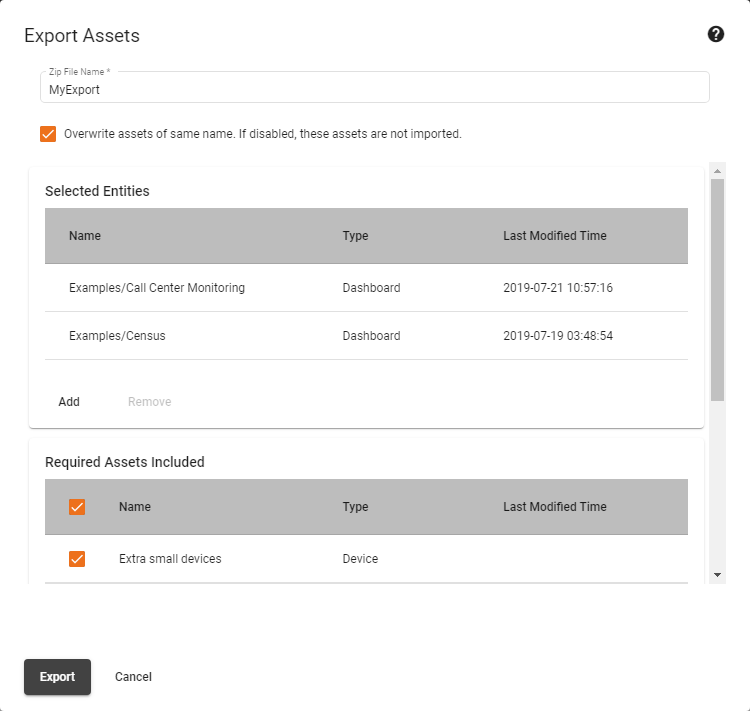 Export Assets
Zip File Name *
MyExport
Overwrite assets of same name. If disabled, these assets are not imported.
Selected Entities
Name Type Last Modified Time
Examples/Call Center Monitoring Dashboard 2019-07-21 10:57:16
Examples/Census Dashboard 2019-07-19 03:48:54
Add Remove
Required Assets Included
Name Type Last Modified Time
Extra small devices Device
Export Cancel